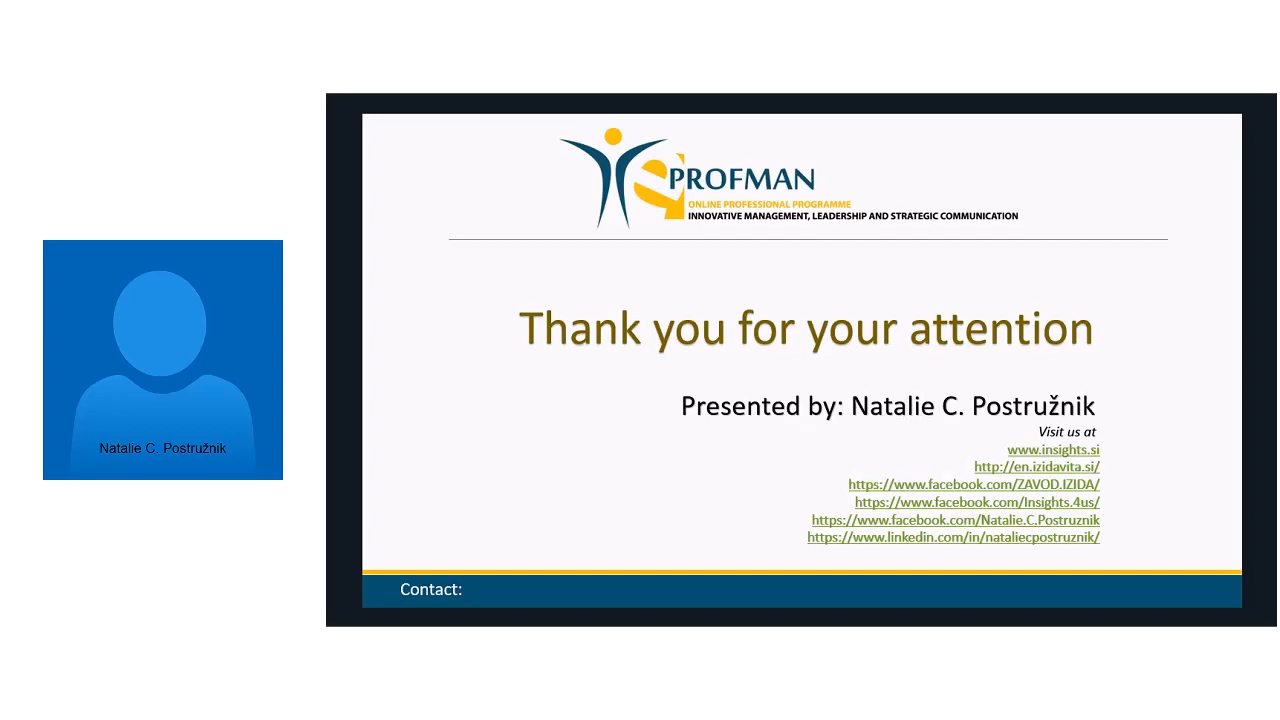 Natalie C. Postružnik
PROFMAN
ONLINE PROFESSIONAL PROGRAMME
INNOVATIVE MANAGEMENT, LEADERSHIP AND STRATEGIC COMMUNICATION
Thank you for your attention
Presented by: Natalie C. Postružnik
Visit us at
www.insights.si
http://en.izidavita.si/
https://www.facebook.com/ZAVOD.IZIDA/
https://www.facebook.com/Insights.4us/
https://www.facebook.com/Natalie.C.Postruznik
https://www.linkedin.com/in/nataliecpostruznik/
Contact: